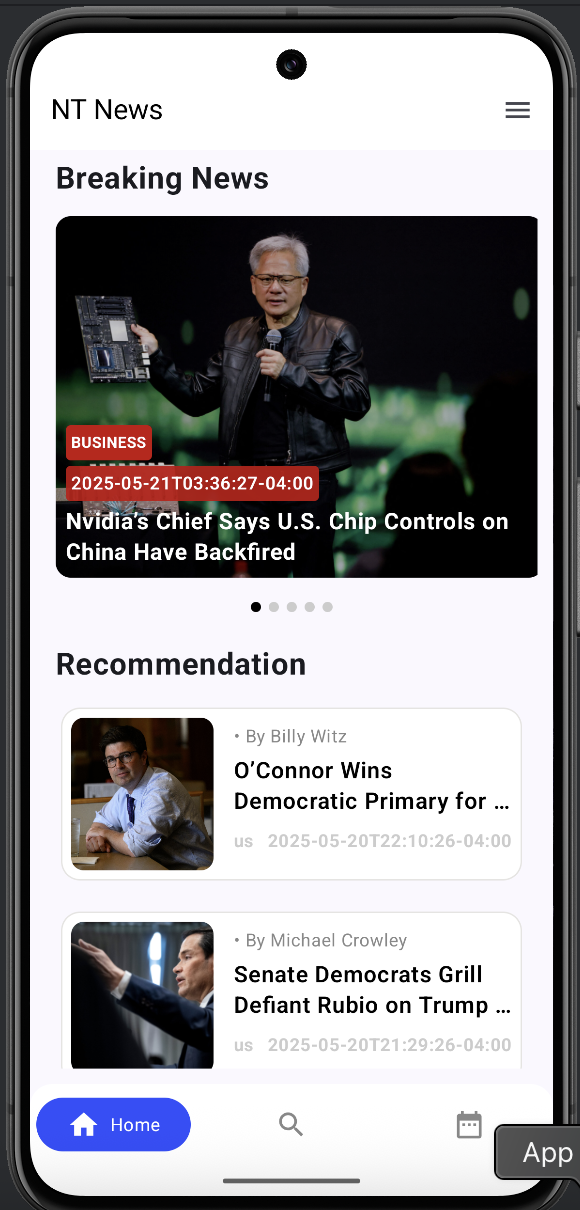 NT News
Breaking News
BUSINESS
2025-05-21T03:36:27-04:00
Nvidia’s Chief Says U.S. Chip Controls on
China Have Backfired
Recommendation
• By Billy Witz
O’Connor Wins
Democratic Primary for ...
us 2025-05-20T22:10:26-04:00
• By Michael Crowley
Senate Democrats Grill
Defiant Rubio on Trump ...
us 2025-05-20T21:29:26-04:00
Home
App